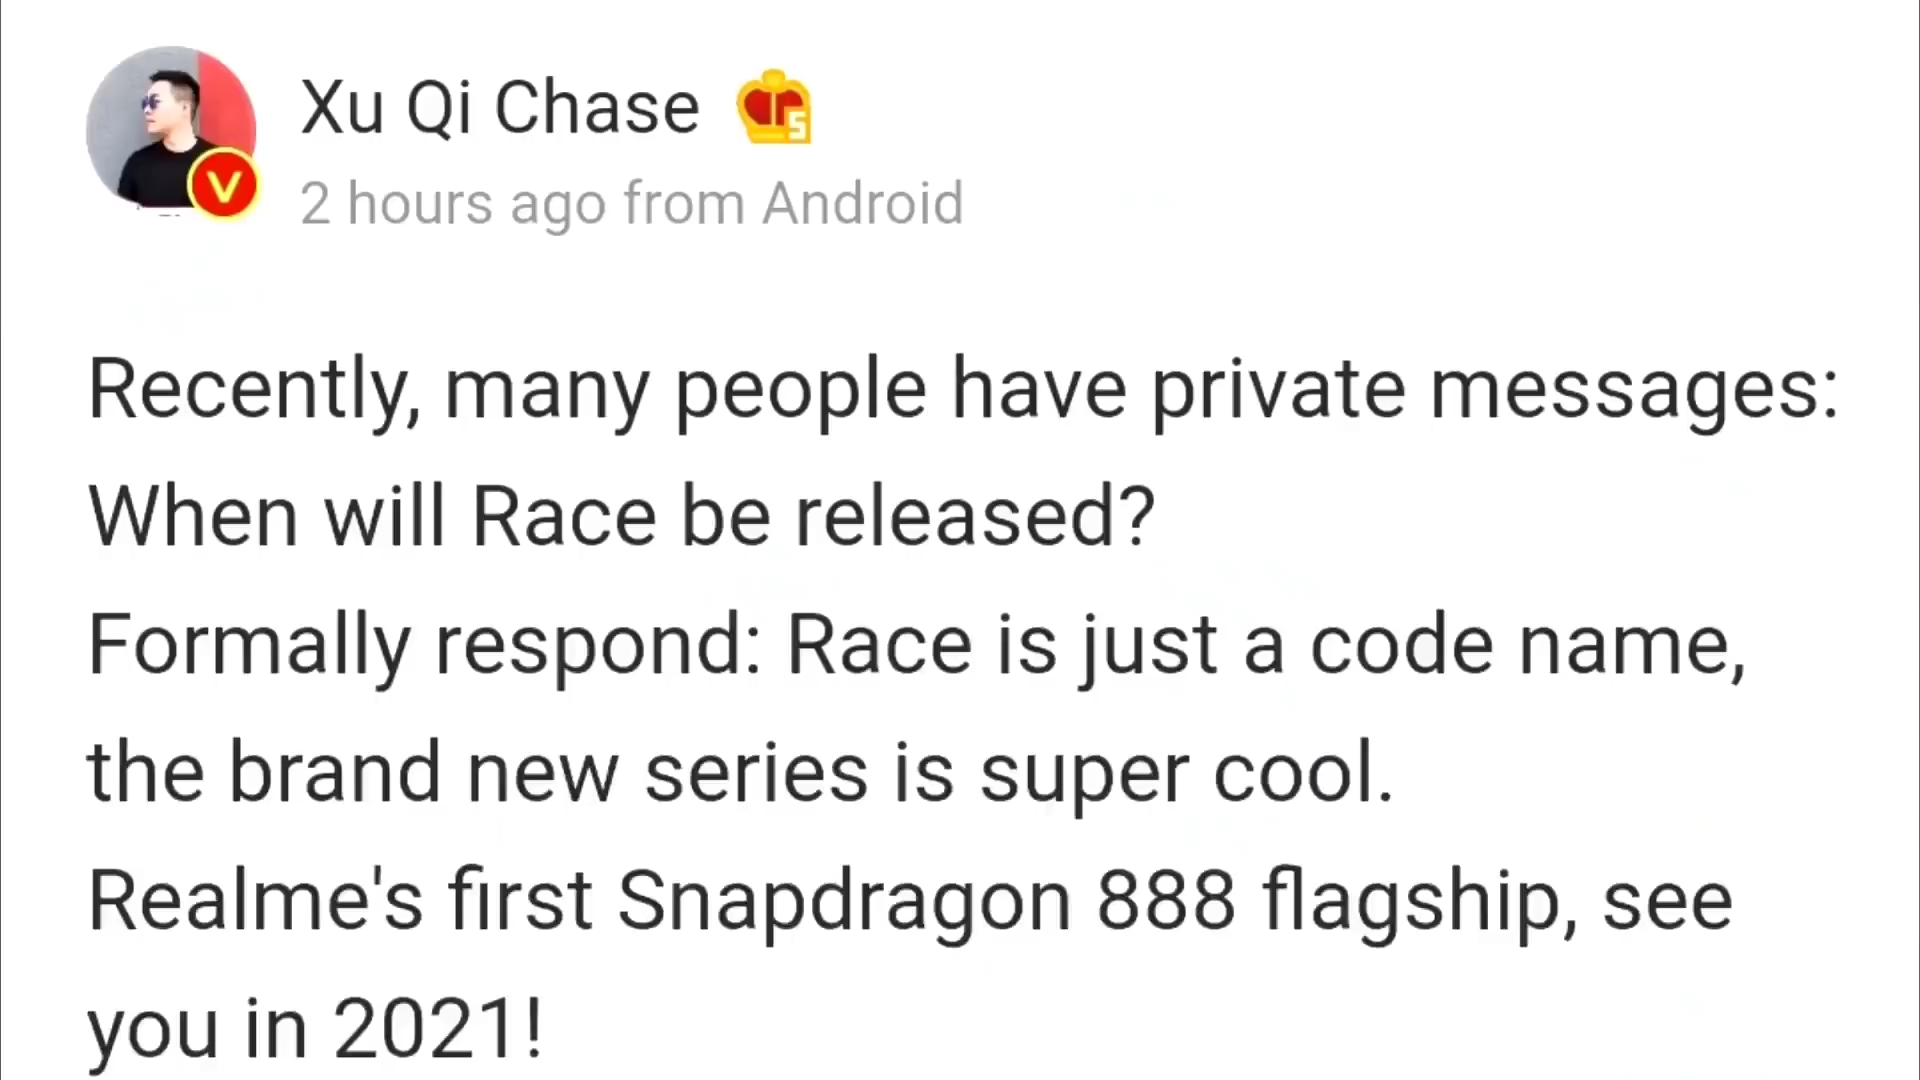 Xu Qi Chase
2 hours ago from Android
Recently, many people have private messages:
When will Race be released?
Formally respond: Race is just a code name,
the brand new series is super cool.
Realme's first Snapdragon 888 flagship, see
you in 2021!